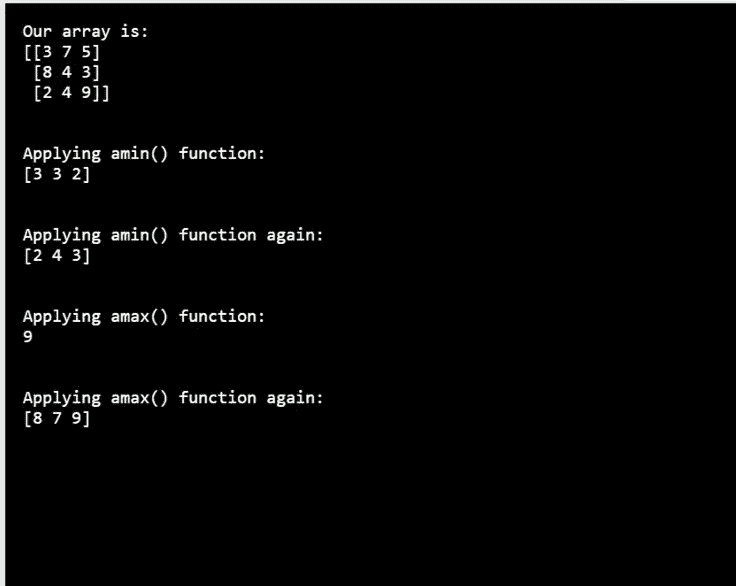 Our array is:
[[3 7 5]
 [8 4 3]
 [2 4 9]]
Applying amin() function:
[3 3 2]
Applying amin() function again:
[2 4 3]
Applying amax() function:
9
Applying amax() function again:
[8 7 9]